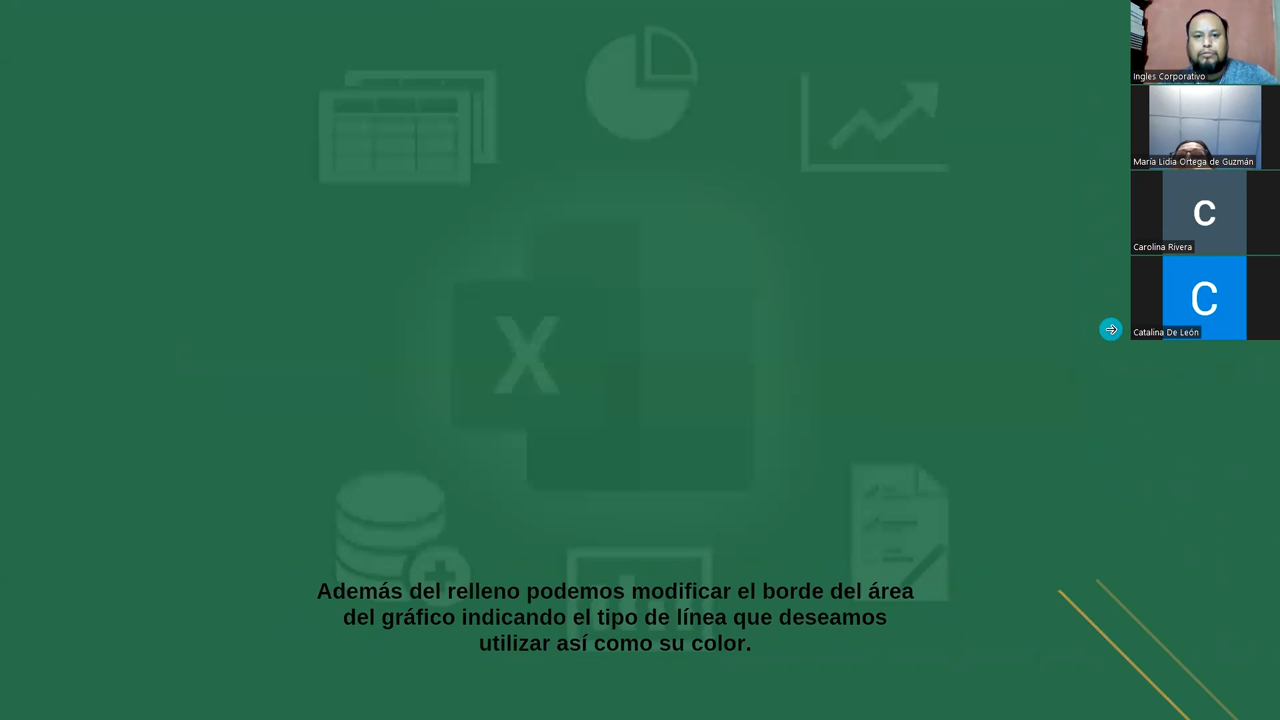 X
Además del relleno podemos modificar el borde del área
del gráfico indicando el tipo de línea que deseamos
utilizar así como su color.
Ingles Corporativo
María Lidia Ortega de Guzmán
C
Carolina Rivera
C
Catalina De León